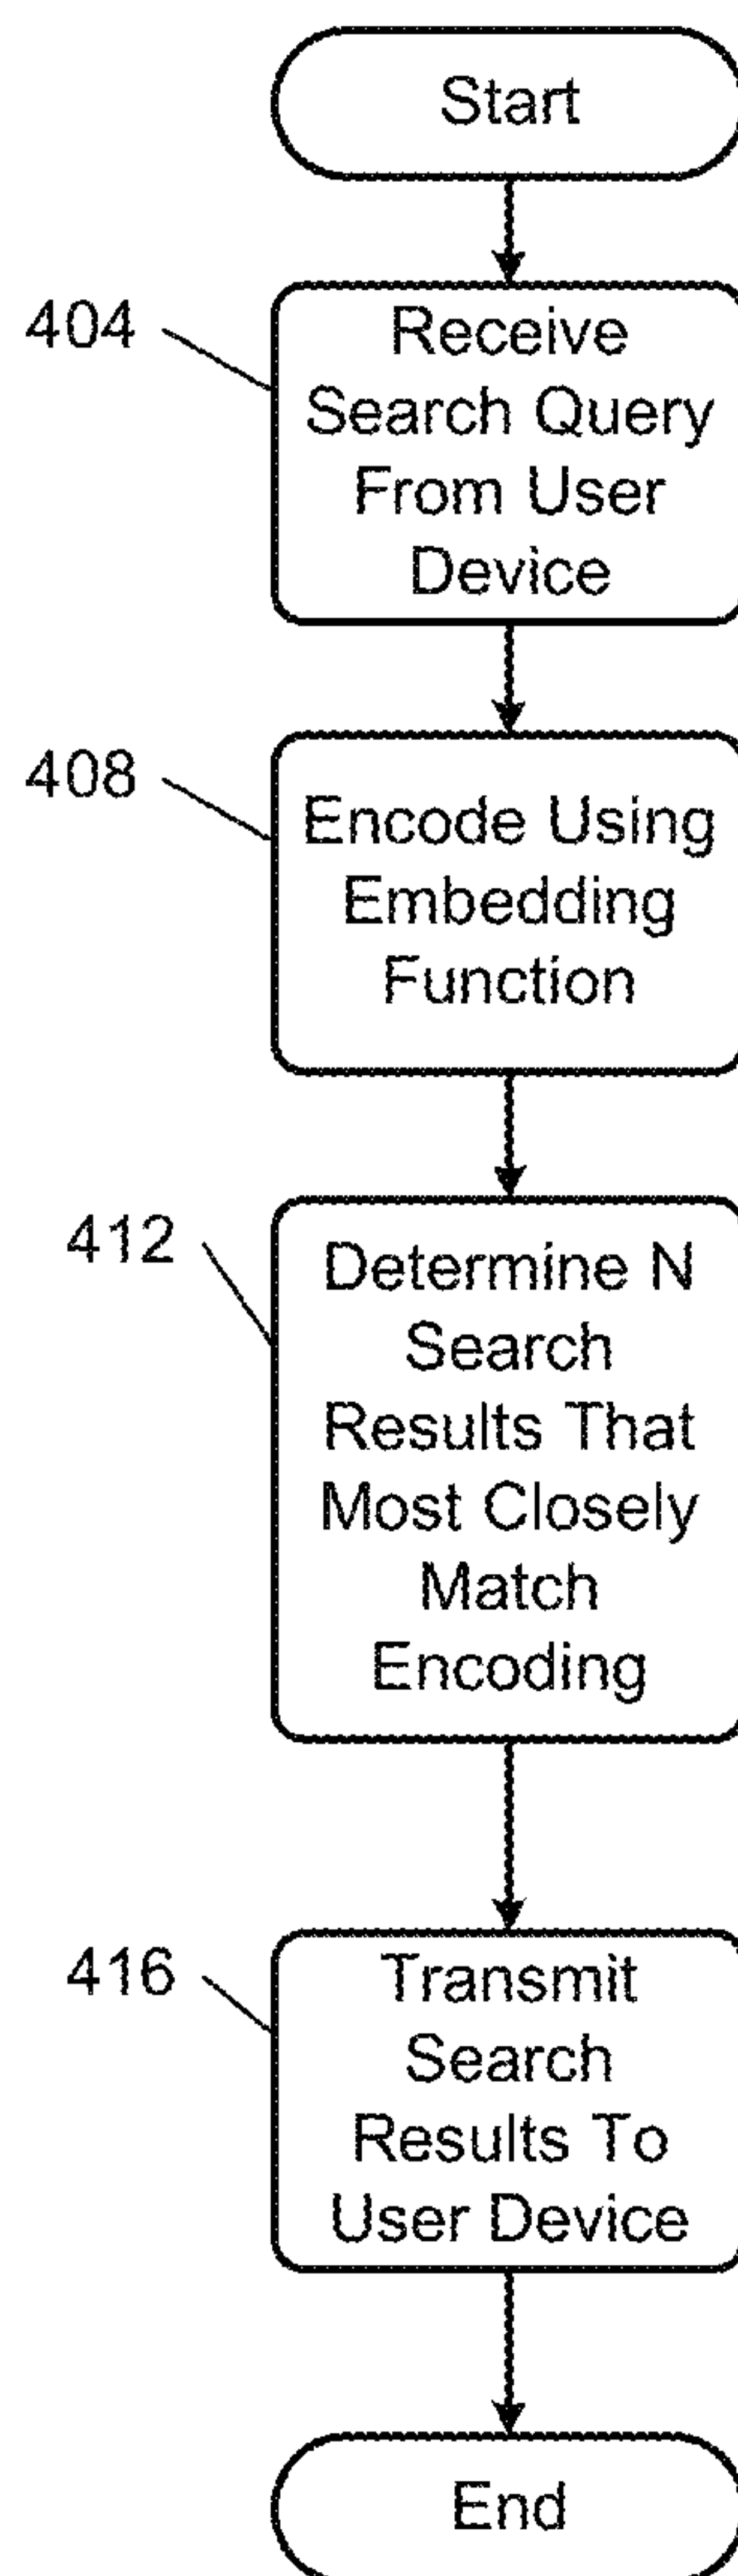 Start
404
Receive
Search Query
From User
Device
408
Encode Using
Embedding
Function
412
Determine N
Search
Results That
Most Closely
Match
Encoding
416
Transmit
Search
Results To
User Device
End